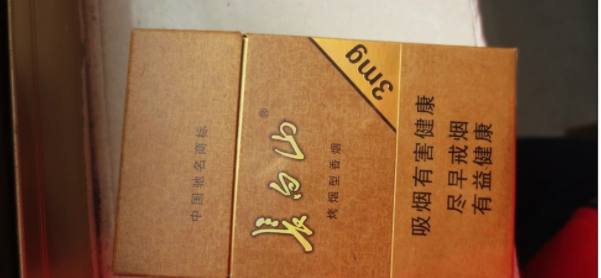 中国驰名商标
长白山®
烤烟型香烟
3mg
吸烟有害健康
尽早戒烟
有益健康